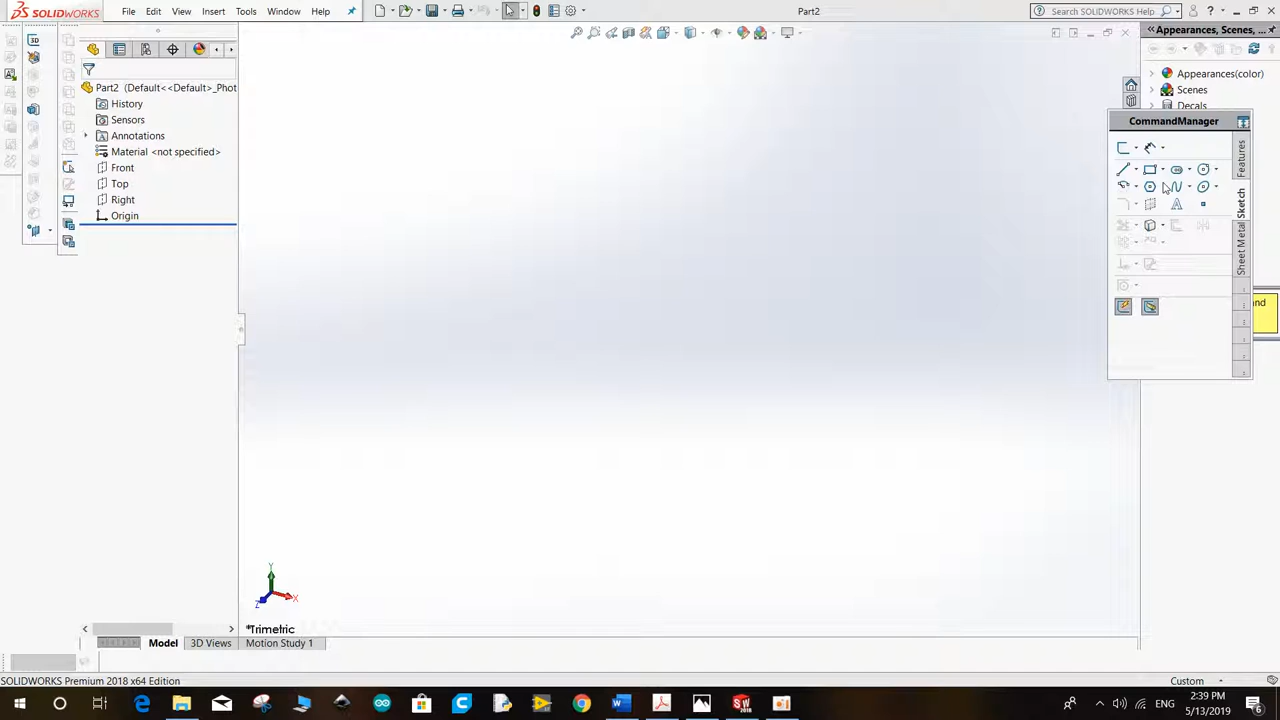 SOLIDWORKS
File Edit View Insert Tools Window Help
Part2
Search SOLIDWORKS Help
Appearances, Scenes, ...
Part2 (Default<<Default>_Phot
History
Sensors
Annotations
Material <not specified>
Front
Top
Right
Origin
Appearances(color)
Scenes
Decals
CommandManager
Features
Sketch
Sheet Metal
nd
3D
Y
X
Z
*Trimetric
Model 3D Views Motion Study 1
SOLIDWORKS Premium 2018 x64 Edition
Custom
ENG
2:39 PM
5/13/2019